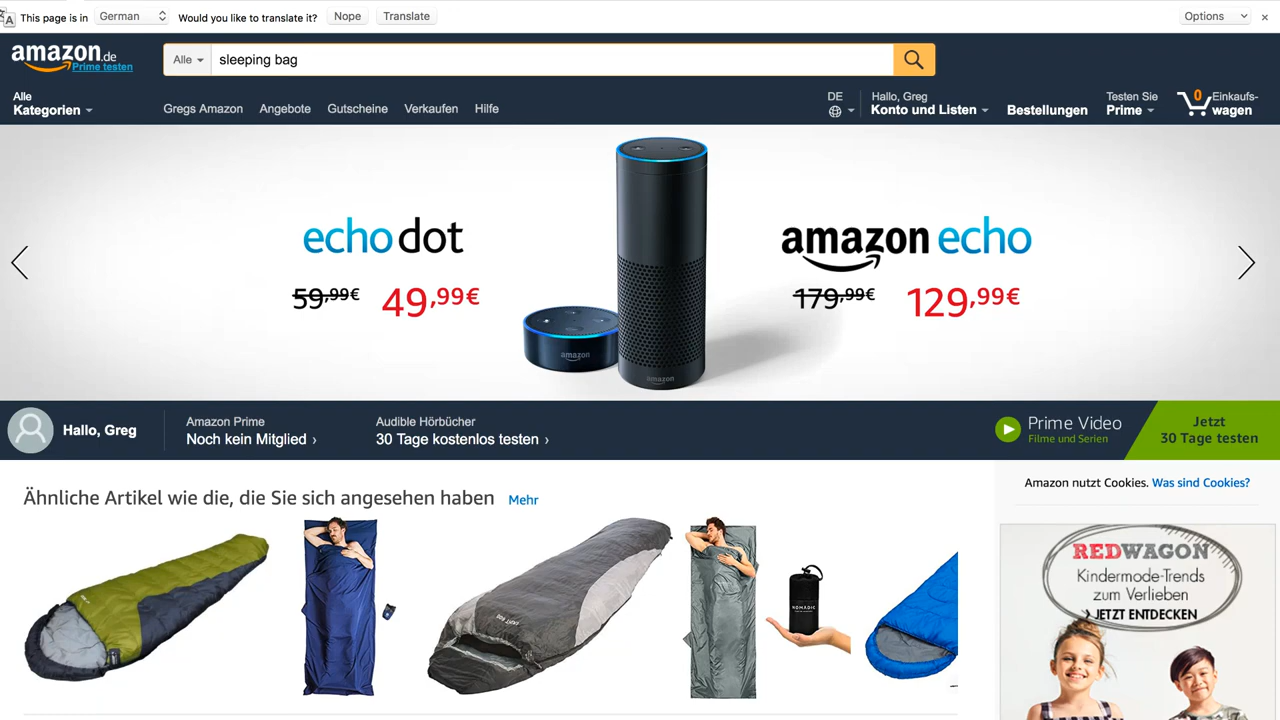 This page is in German Would you like to translate it? Nope Translate Options ×
amazon.de
Prime testen
Alle sleeping bag
Alle
Kategorien
Gregs Amazon Angebote Gutscheine Verkaufen Hilfe
DE
Hallo, Greg
Konto und Listen
Bestellungen
Testen Sie
Prime
0
Einkaufs-
wagen
echo dot
59,99€ 49,99€
amazon
amazon
amazon echo
179,99€ 129,99€
Hallo, Greg
Amazon Prime
Noch kein Mitglied ›
Audible Hörbücher
30 Tage kostenlos testen ›
Prime Video
Filme und Serien
Jetzt
30 Tage testen
Ähnliche Artikel wie die, die Sie sich angesehen haben Mehr
NOMADIC
Amazon nutzt Cookies. Was sind Cookies?
REDWAGON
Kindermode-Trends
zum Verlieben
JETZT ENTDECKEN